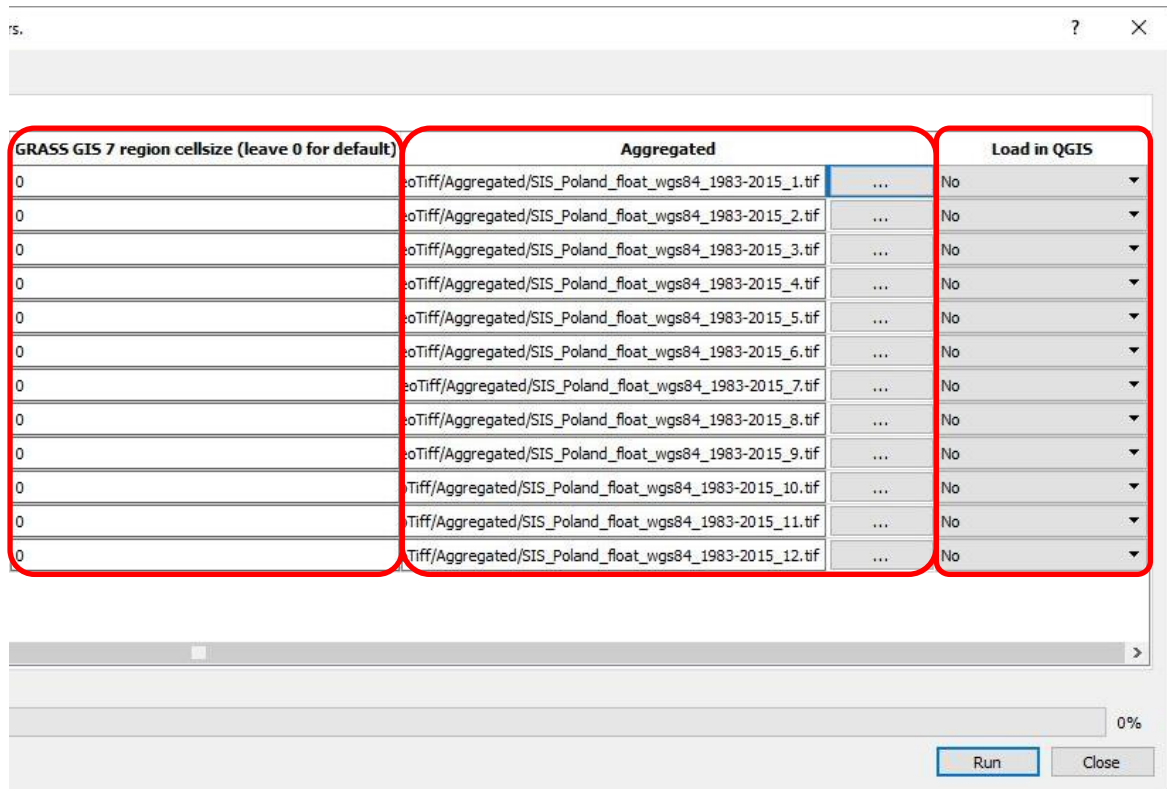 rs. ?
GRASS GIS 7 region cellsize (leave 0 for default) Aggregated Load in QGIS
0 eoTiff/Aggregated/SIS_Poland_float_wgs84_1983-2015_1.tif ... No
0 eoTiff/Aggregated/SIS_Poland_float_wgs84_1983-2015_2.tif ... No
0 eoTiff/Aggregated/SIS_Poland_float_wgs84_1983-2015_3.tif ... No
0 eoTiff/Aggregated/SIS_Poland_float_wgs84_1983-2015_4.tif ... No
0 eoTiff/Aggregated/SIS_Poland_float_wgs84_1983-2015_5.tif ... No
0 eoTiff/Aggregated/SIS_Poland_float_wgs84_1983-2015_6.tif ... No
0 eoTiff/Aggregated/SIS_Poland_float_wgs84_1983-2015_7.tif ... No
0 eoTiff/Aggregated/SIS_Poland_float_wgs84_1983-2015_8.tif ... No
0 eoTiff/Aggregated/SIS_Poland_float_wgs84_1983-2015_9.tif ... No
0 oTiff/Aggregated/SIS_Poland_float_wgs84_1983-2015_10.tif ... No
0 oTiff/Aggregated/SIS_Poland_float_wgs84_1983-2015_11.tif ... No
0 Tiff/Aggregated/SIS_Poland_float_wgs84_1983-2015_12.tif ... No
0%
Run Close